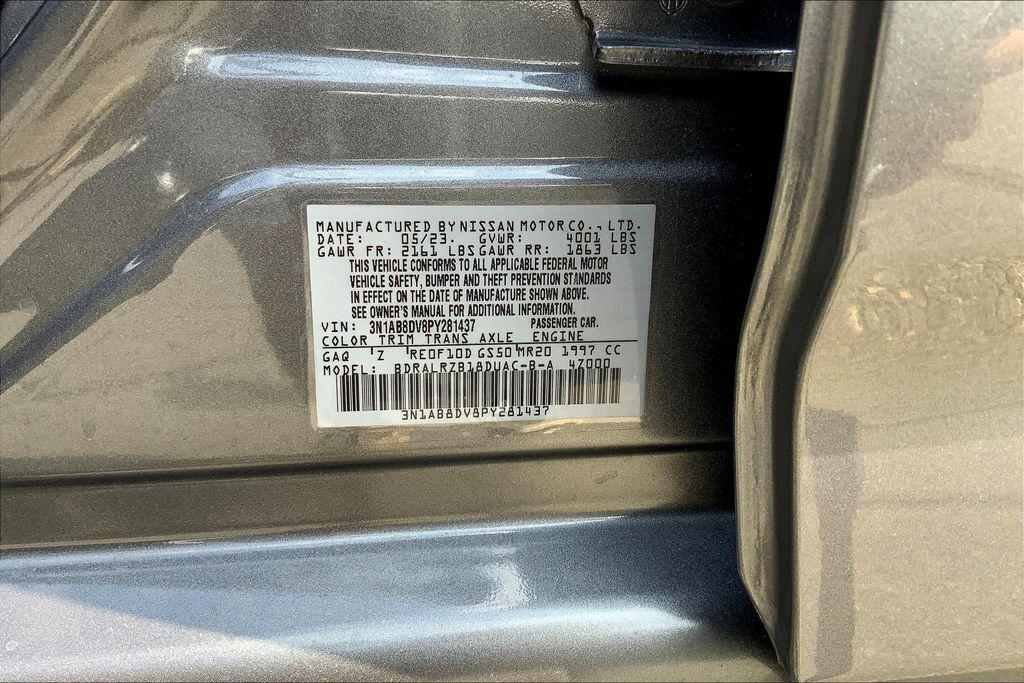 MANUFACTURED BY NISSAN MOTOR CO., LTD.
DATE: 05/23. GVWR: 4001 LBS
GAWR FR: 2161 LBS GAWR RR: 1863 LBS
THIS VEHICLE CONFORMS TO ALL APPLICABLE FEDERAL MOTOR
VEHICLE SAFETY, BUMPER AND THEFT PREVENTION STANDARDS
IN EFFECT ON THE DATE OF MANUFACTURE SHOWN ABOVE.
SEE OWNER'S MANUAL FOR ADDITIONAL INFORMATION.
VIN: 3N1AB8DV8PY281437 PASSENGER CAR.
COLOR TRIM TRANS AXLE ENGINE
GAQ Z RE0F10D GS50 MR20 1997 CC
MODEL: BDRALRZB18DUAC-B-A 47000
3N1AB8DV8PY281437